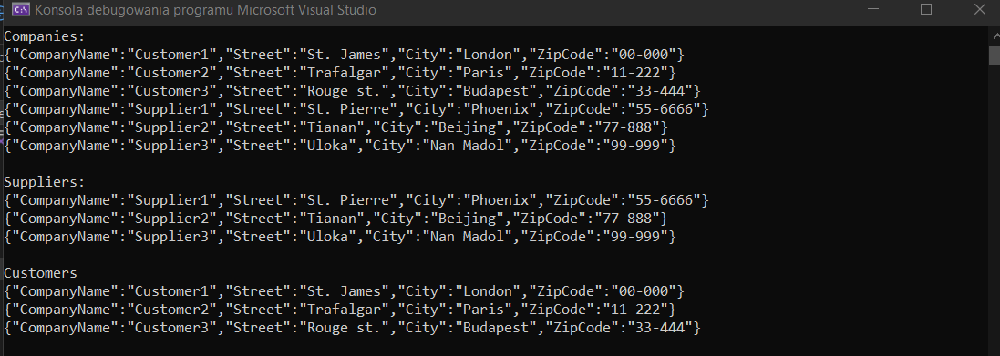 Konsola debugowania programu Microsoft Visual Studio
Companies:
{"CompanyName":"Customer1","Street":"St. James","City":"London","ZipCode":"00-000"}
{"CompanyName":"Customer2","Street":"Trafalgar","City":"Paris","ZipCode":"11-222"}
{"CompanyName":"Customer3","Street":"Rouge st.","City":"Budapest","ZipCode":"33-444"}
{"CompanyName":"Supplier1","Street":"St. Pierre","City":"Phoenix","ZipCode":"55-6666"}
{"CompanyName":"Supplier2","Street":"Tianan","City":"Beijing","ZipCode":"77-888"}
{"CompanyName":"Supplier3","Street":"Uloka","City":"Nan Madol","ZipCode":"99-999"}
Suppliers:
{"CompanyName":"Supplier1","Street":"St. Pierre","City":"Phoenix","ZipCode":"55-6666"}
{"CompanyName":"Supplier2","Street":"Tianan","City":"Beijing","ZipCode":"77-888"}
{"CompanyName":"Supplier3","Street":"Uloka","City":"Nan Madol","ZipCode":"99-999"}
Customers
{"CompanyName":"Customer1","Street":"St. James","City":"London","ZipCode":"00-000"}
{"CompanyName":"Customer2","Street":"Trafalgar","City":"Paris","ZipCode":"11-222"}
{"CompanyName":"Customer3","Street":"Rouge st.","City":"Budapest","ZipCode":"33-444"}